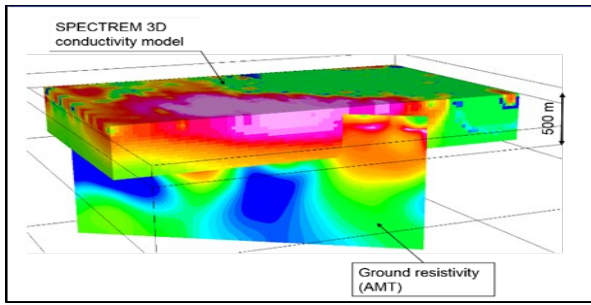 SPECTREM 3D
conductivity model
500 m
Ground resistivity
(AMT)